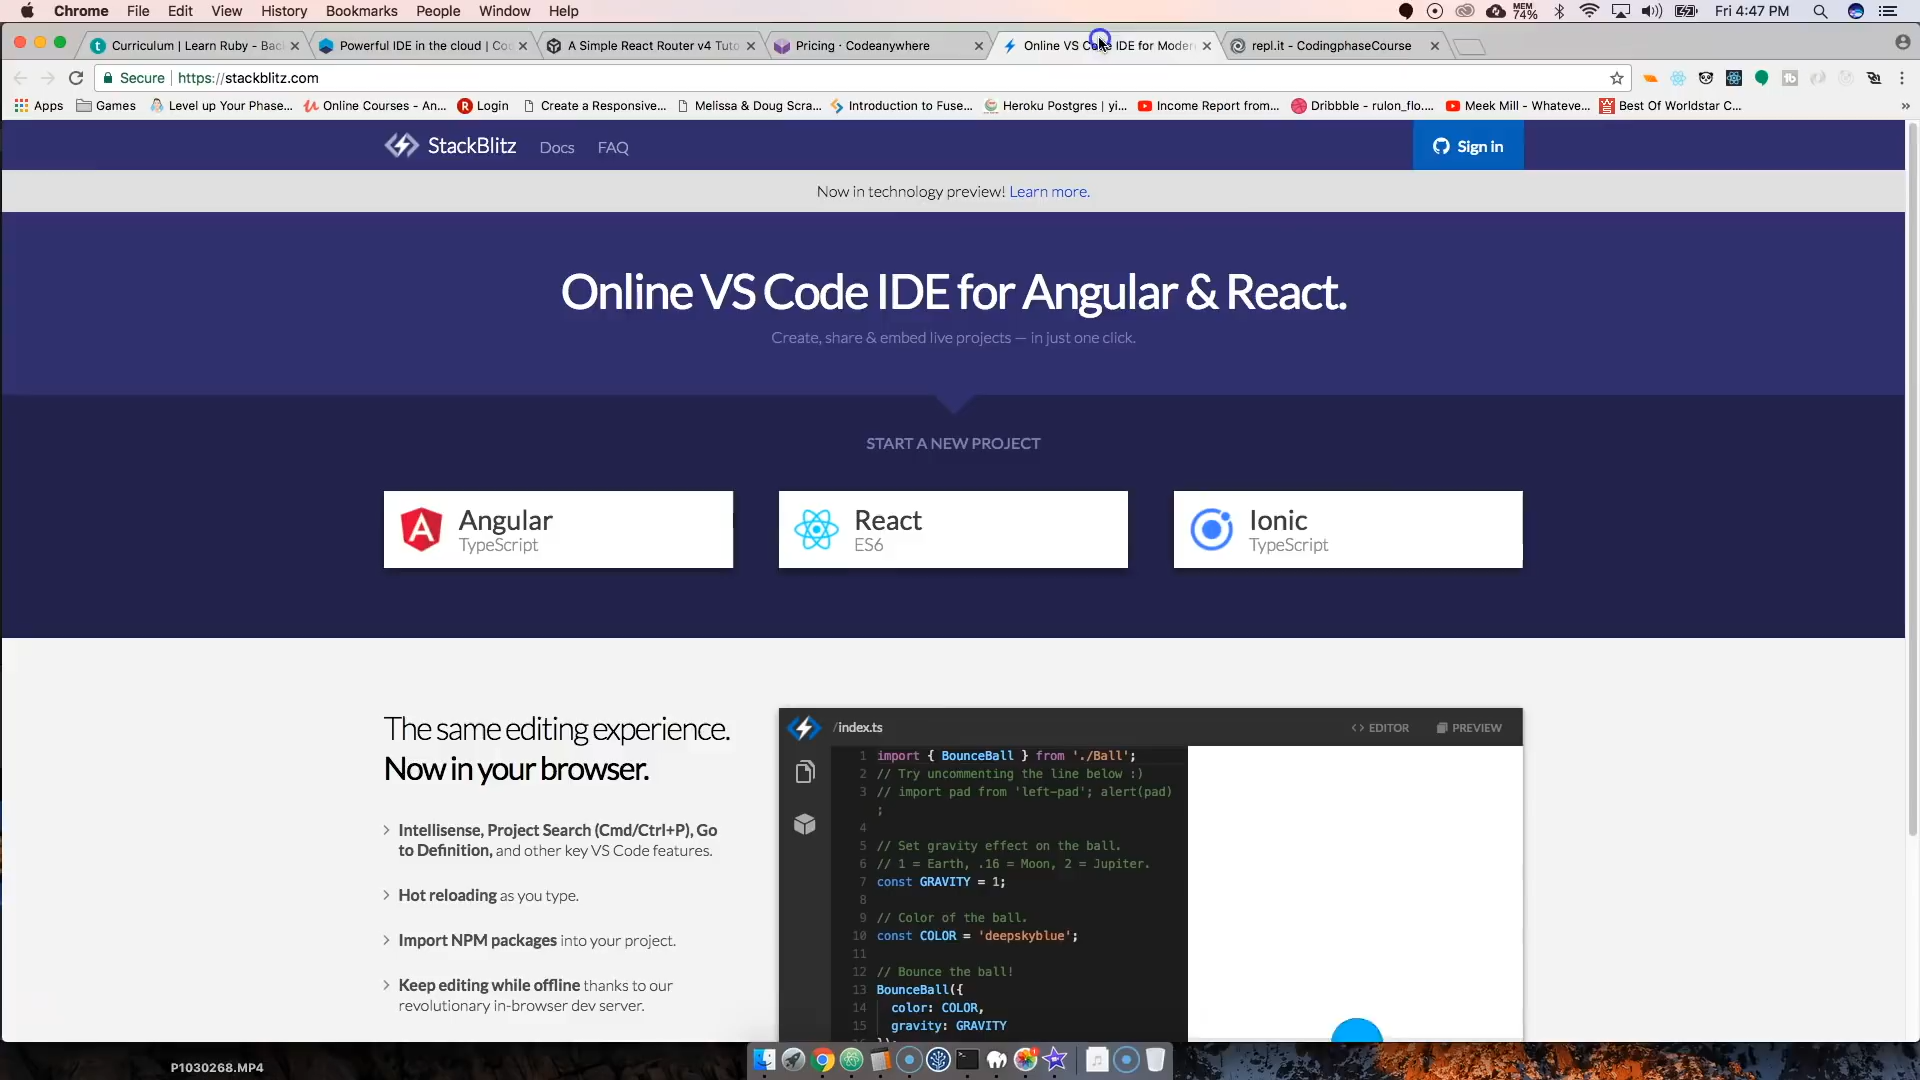 Chrome File Edit View History Bookmarks People Window Help MEM 74% Fri 4:47 PM
Curriculum | Learn Ruby - Bac Powerful IDE in the cloud | Co A Simple React Router v4 Tuto Pricing · Codeanywhere Online VS Co IDE for Moder repl.it - CodingphaseCourse
Secure https://stackblitz.com
Apps Games Level up Your Phase... Online Courses - An... Login Create a Responsive... Melissa & Doug Scra... Introduction to Fuse... Heroku Postgres | yi... Income Report from... Dribbble - rulon_flo.... Meek Mill - Whateve... Best Of Worldstar C... »
StackBlitz Docs FAQ Sign in
Now in technology preview! Learn more.
Online VS Code IDE for Angular & React.
Create, share & embed live projects — in just one click.
START A NEW PROJECT
Angular
TypeScript
React
ES6
Ionic
TypeScript
The same editing experience.
Now in your browser.
Intellisense, Project Search (Cmd/Ctrl+P), Go
to Definition, and other key VS Code features.
Hot reloading as you type.
Import NPM packages into your project.
Keep editing while offline thanks to our
revolutionary in-browser dev server.
/index.ts <> EDITOR PREVIEW
1 import { BounceBall } from './Ball';
2 // Try uncommenting the line below :)
3 // import pad from 'left-pad'; alert(pad)
;
4
5 // Set gravity effect on the ball.
6 // 1 = Earth, .16 = Moon, 2 = Jupiter.
7 const GRAVITY = 1;
8
9 // Color of the ball.
10 const COLOR = 'deepskyblue';
11
12 // Bounce the ball!
13 BounceBall({
14 color: COLOR,
15 gravity: GRAVITY
P1030268.MP4